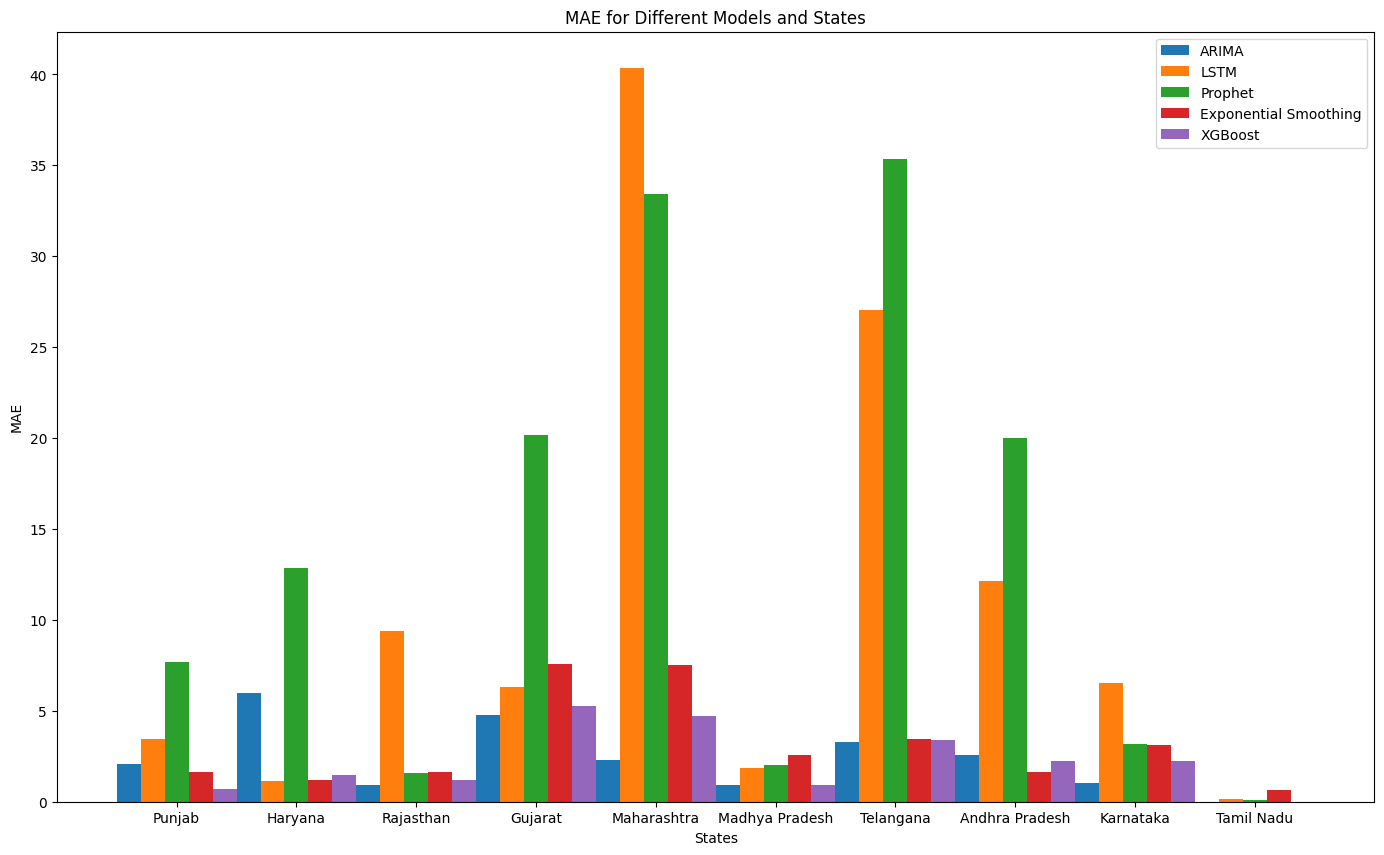 MAE for Different Models and States
ARIMA
LSTM
Prophet
Exponential Smoothing
XGBoost
40
35
30
25
20
15
10
5
0
MAE
Punjab Haryana Rajasthan Gujarat Maharashtra Madhya Pradesh Telangana Andhra Pradesh Karnataka Tamil Nadu
States